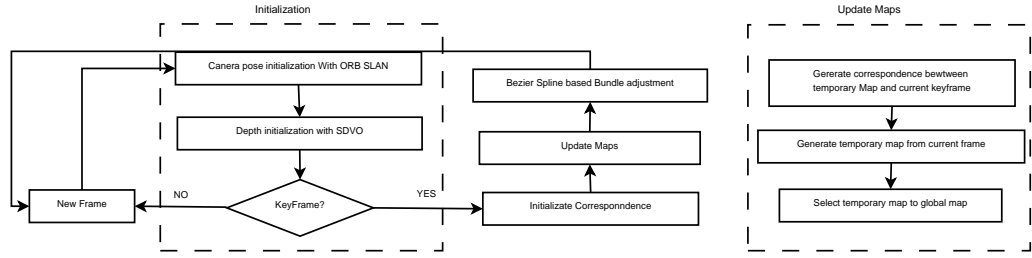 Initialization
Update Maps
Canera pose initialization With ORB SLAN
Depth initialization with SDVO
KeyFrame?
NO
YES
New Frame
Bezier Spline based Bundle adjustment
Update Maps
Initializate Corresponndence
Gererate correspondence bewtween
temporary Map and current keyframe
Generate temporary map from current frame
Select temporary map to global map